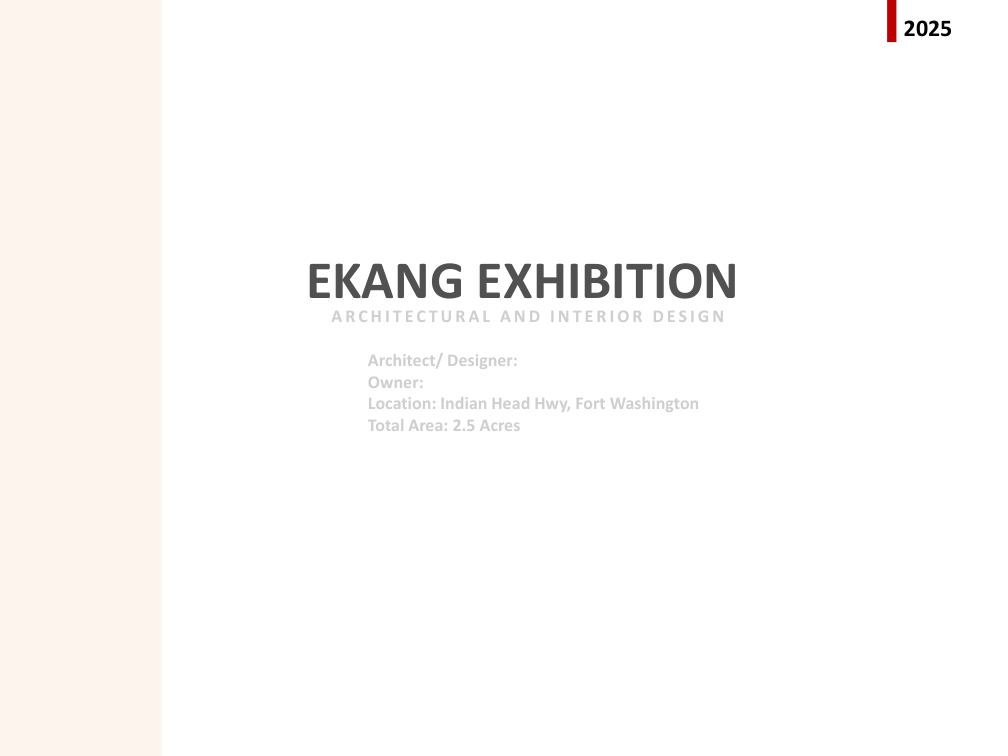 2025
EKANG EXHIBITION
ARCHITECTURAL AND INTERIOR DESIGN
Architect/ Designer:
Owner:
Location: Indian Head Hwy, Fort Washington
Total Area: 2.5 Acres